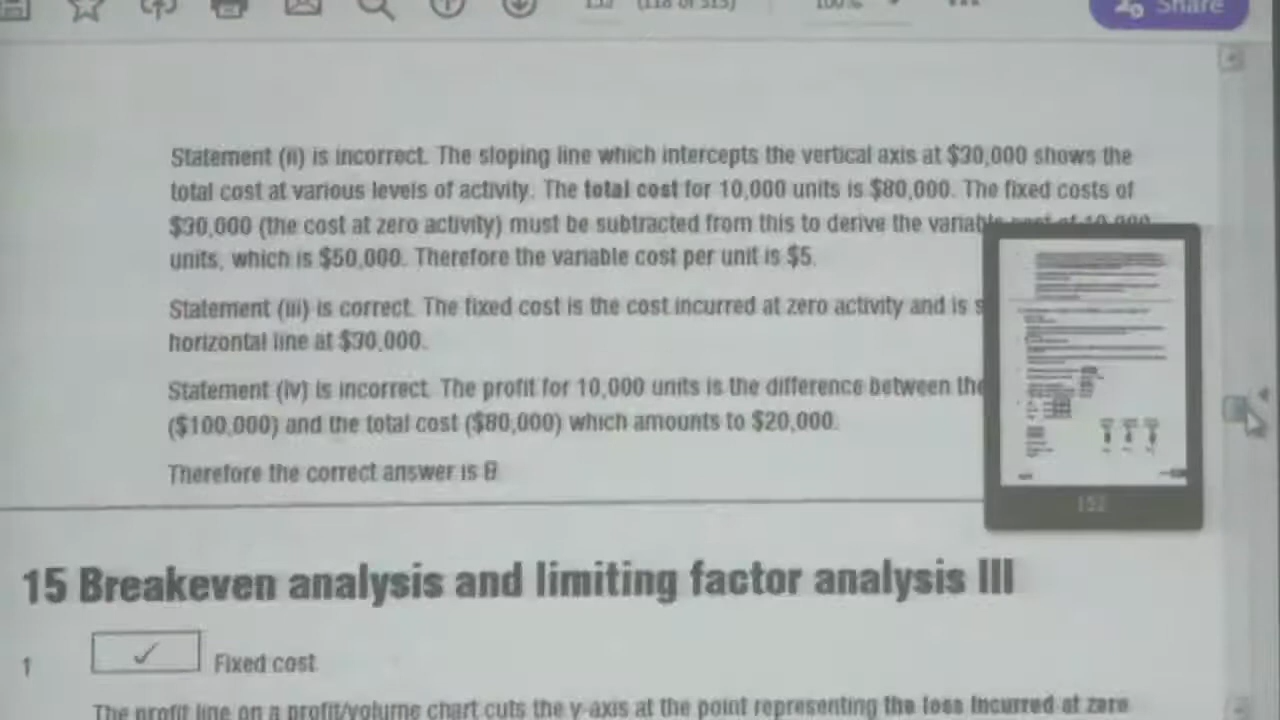 Share
100%
Statement (ii) is incorrect. The sloping line which intercepts the vertical axis at $30,000 shows the
total cost at various levels of activity. The total cost for 10,000 units is $80,000. The fixed costs of
$30,000 (the cost at zero activity) must be subtracted from this to derive the variable cost of 10,000
units, which is $50,000. Therefore the variable cost per unit is $5.
Statement (iii) is correct. The fixed cost is the cost incurred at zero activity and is s
horizontal line at $30,000.
Statement (iv) is incorrect. The profit for 10,000 units is the difference between the
($100,000) and the total cost ($80,000) which amounts to $20,000.
Therefore the correct answer is B
152
15 Breakeven analysis and limiting factor analysis III
1 ✓ Fixed cost
The profit line on a profit/volume chart cuts the y-axis at the point representing the loss incurred at zero